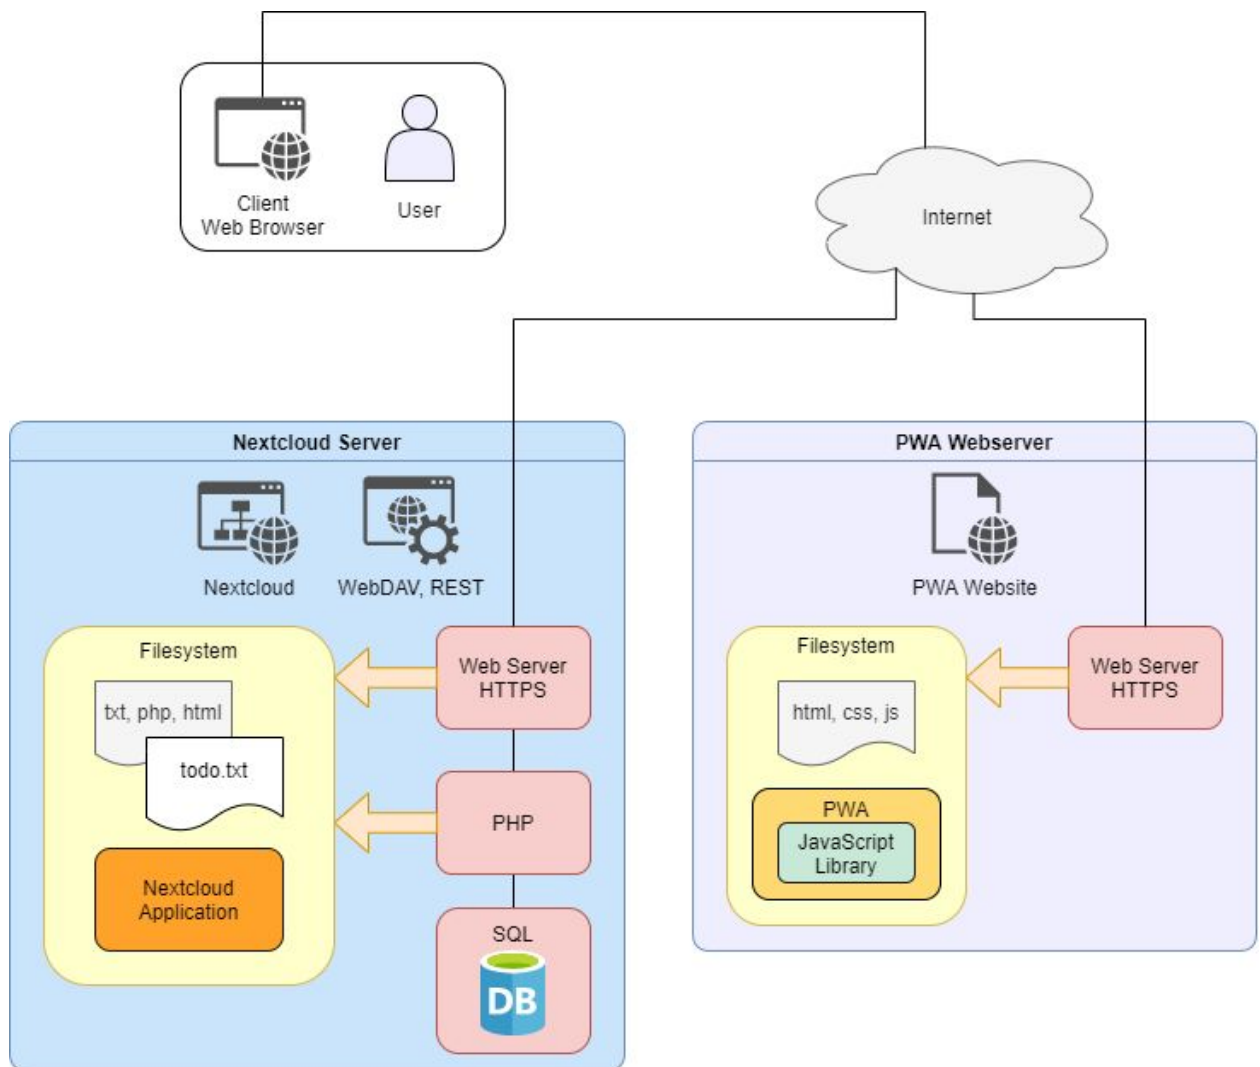 Client
Web Browser
User
Internet
Nextcloud Server
Nextcloud
WebDAV, REST
Filesystem
txt, php, html
todo.txt
Nextcloud
Application
Web Server
HTTPS
PHP
SQL
DB
PWA Webserver
PWA Website
Filesystem
html, css, js
PWA
JavaScript
Library
Web Server
HTTPS